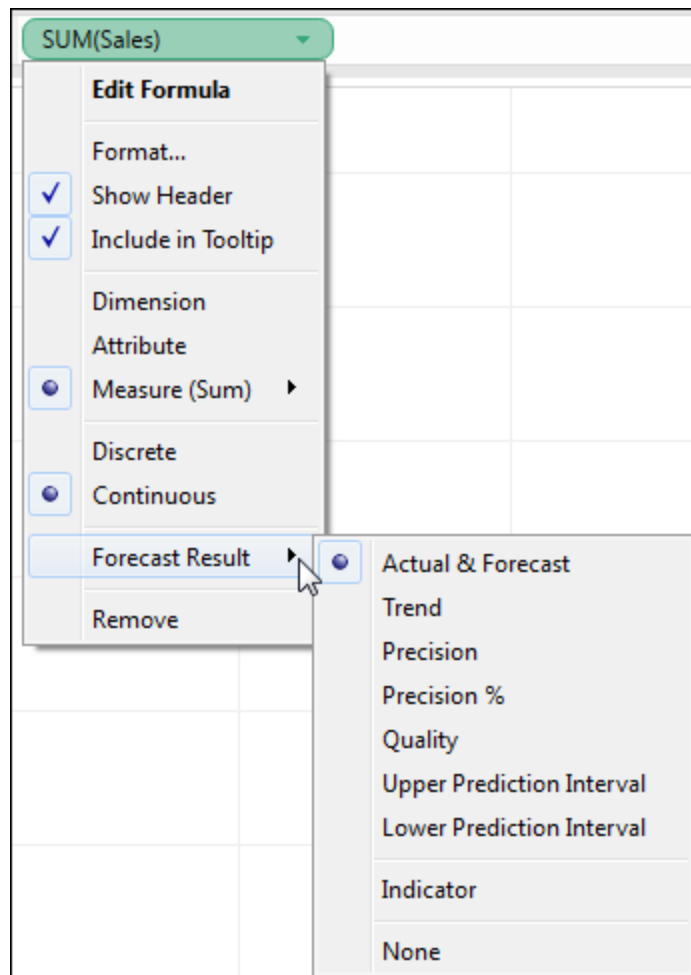 SUM(Sales)
Edit Formula
Format...
Show Header
Include in Tooltip
Dimension
Attribute
Measure (Sum)
Discrete
Continuous
Forecast Result
Remove
Actual & Forecast
Trend
Precision
Precision %
Quality
Upper Prediction Interval
Lower Prediction Interval
Indicator
None